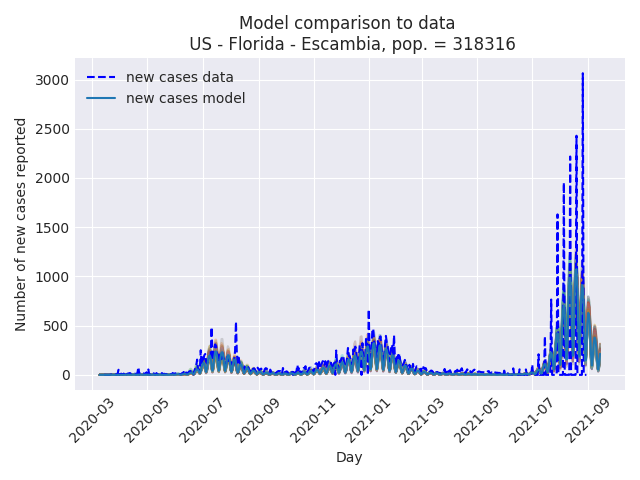 Model comparison to data
US - Florida - Escambia, pop. = 318316
new cases data
new cases model
Number of new cases reported
3000
2500
2000
1500
1000
500
0
2020-03
2020-05
2020-07
2020-09
2020-11
2021-01
2021-03
2021-05
2021-07
2021-09
Day